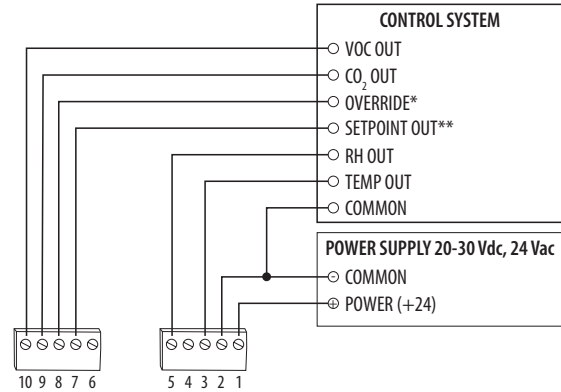 CONTROL SYSTEM
VOC OUT
CO₂ OUT
OVERRIDE*
SETPOINT OUT**
RH OUT
TEMP OUT
COMMON
POWER SUPPLY 20-30 Vdc, 24 Vac
COMMON
POWER (+24)
10 9 8 7 6 5 4 3 2 1